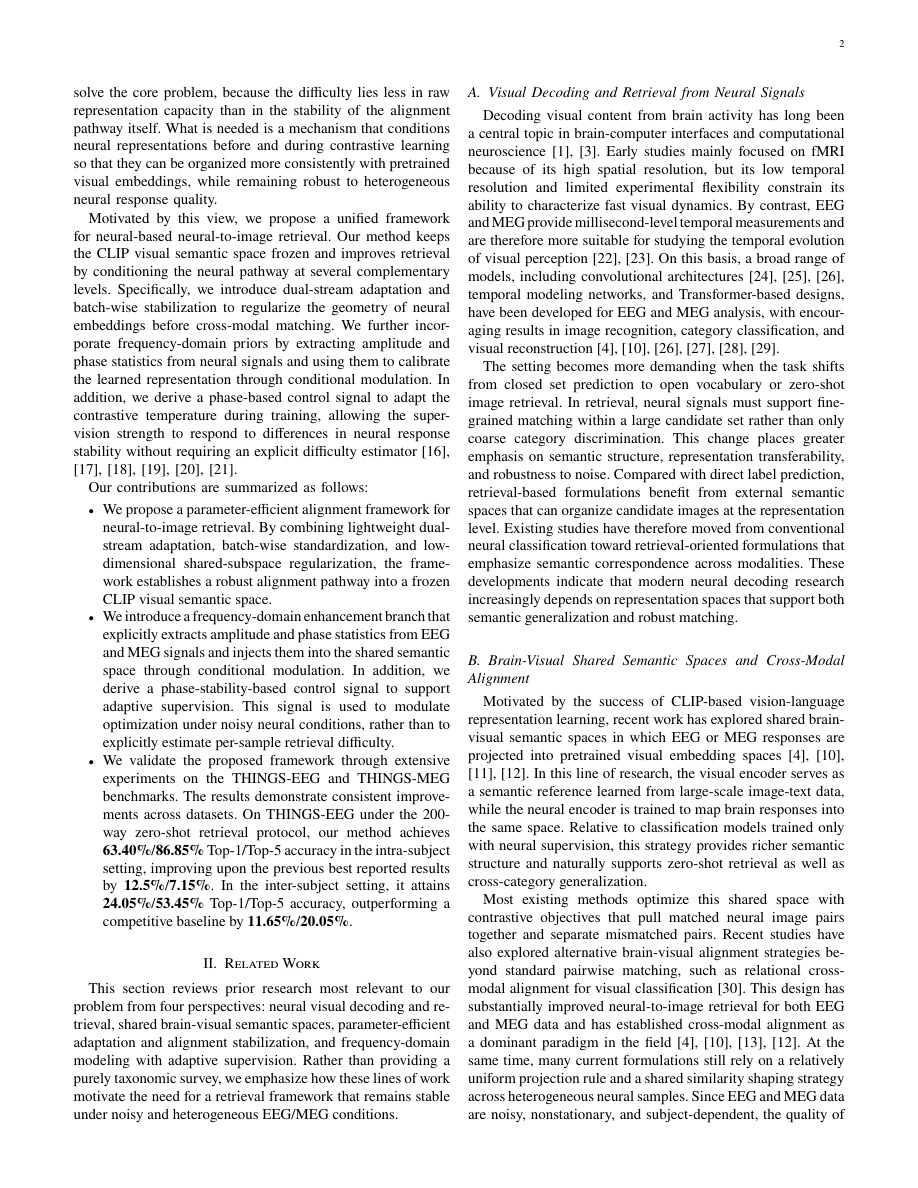 2
solve the core problem, because the difficulty lies less in raw
representation capacity than in the stability of the alignment
pathway itself. What is needed is a mechanism that conditions
neural representations before and during contrastive learning
so that they can be organized more consistently with pretrained
visual embeddings, while remaining robust to heterogeneous
neural response quality.
Motivated by this view, we propose a unified framework
for neural-based neural-to-image retrieval. Our method keeps
the CLIP visual semantic space frozen and improves retrieval
by conditioning the neural pathway at several complementary
levels. Specifically, we introduce dual-stream adaptation and
batch-wise stabilization to regularize the geometry of neural
embeddings before cross-modal matching. We further incor-
porate frequency-domain priors by extracting amplitude and
phase statistics from neural signals and using them to calibrate
the learned representation through conditional modulation. In
addition, we derive a phase-based control signal to adapt the
contrastive temperature during training, allowing the super-
vision strength to respond to differences in neural response
stability without requiring an explicit difficulty estimator [16],
[17], [18], [19], [20], [21].
Our contributions are summarized as follows:
• We propose a parameter-efficient alignment framework for
neural-to-image retrieval. By combining lightweight dual-
stream adaptation, batch-wise standardization, and low-
dimensional shared-subspace regularization, the frame-
work establishes a robust alignment pathway into a frozen
CLIP visual semantic space.
• We introduce a frequency-domain enhancement branch that
explicitly extracts amplitude and phase statistics from EEG
and MEG signals and injects them into the shared semantic
space through conditional modulation. In addition, we
derive a phase-stability-based control signal to support
adaptive supervision. This signal is used to modulate
optimization under noisy neural conditions, rather than to
explicitly estimate per-sample retrieval difficulty.
• We validate the proposed framework through extensive
experiments on the THINGS-EEG and THINGS-MEG
benchmarks. The results demonstrate consistent improve-
ments across datasets. On THINGS-EEG under the 200-
way zero-shot retrieval protocol, our method achieves
63.40%/86.85% Top-1/Top-5 accuracy in the intra-subject
setting, improving upon the previous best reported results
by 12.5%/7.15%. In the inter-subject setting, it attains
24.05%/53.45% Top-1/Top-5 accuracy, outperforming a
competitive baseline by 11.65%/20.05%.
II. Related Work
This section reviews prior research most relevant to our
problem from four perspectives: neural visual decoding and re-
trieval, shared brain-visual semantic spaces, parameter-efficient
adaptation and alignment stabilization, and frequency-domain
modeling with adaptive supervision. Rather than providing a
purely taxonomic survey, we emphasize how these lines of work
motivate the need for a retrieval framework that remains stable
under noisy and heterogeneous EEG/MEG conditions.
A. Visual Decoding and Retrieval from Neural Signals
Decoding visual content from brain activity has long been
a central topic in brain-computer interfaces and computational
neuroscience [1], [3]. Early studies mainly focused on fMRI
because of its high spatial resolution, but its low temporal
resolution and limited experimental flexibility constrain its
ability to characterize fast visual dynamics. By contrast, EEG
and MEG provide millisecond-level temporal measurements and
are therefore more suitable for studying the temporal evolution
of visual perception [22], [23]. On this basis, a broad range of
models, including convolutional architectures [24], [25], [26],
temporal modeling networks, and Transformer-based designs,
have been developed for EEG and MEG analysis, with encour-
aging results in image recognition, category classification, and
visual reconstruction [4], [10], [26], [27], [28], [29].
The setting becomes more demanding when the task shifts
from closed set prediction to open vocabulary or zero-shot
image retrieval. In retrieval, neural signals must support fine-
grained matching within a large candidate set rather than only
coarse category discrimination. This change places greater
emphasis on semantic structure, representation transferability,
and robustness to noise. Compared with direct label prediction,
retrieval-based formulations benefit from external semantic
spaces that can organize candidate images at the representation
level. Existing studies have therefore moved from conventional
neural classification toward retrieval-oriented formulations that
emphasize semantic correspondence across modalities. These
developments indicate that modern neural decoding research
increasingly depends on representation spaces that support both
semantic generalization and robust matching.
B. Brain-Visual Shared Semantic Spaces and Cross-Modal
Alignment
Motivated by the success of CLIP-based vision-language
representation learning, recent work has explored shared brain-
visual semantic spaces in which EEG or MEG responses are
projected into pretrained visual embedding spaces [4], [10],
[11], [12]. In this line of research, the visual encoder serves as
a semantic reference learned from large-scale image-text data,
while the neural encoder is trained to map brain responses into
the same space. Relative to classification models trained only
with neural supervision, this strategy provides richer semantic
structure and naturally supports zero-shot retrieval as well as
cross-category generalization.
Most existing methods optimize this shared space with
contrastive objectives that pull matched neural image pairs
together and separate mismatched pairs. Recent studies have
also explored alternative brain-visual alignment strategies be-
yond standard pairwise matching, such as relational cross-
modal alignment for visual classification [30]. This design has
substantially improved neural-to-image retrieval for both EEG
and MEG data and has established cross-modal alignment as
a dominant paradigm in the field [4], [10], [13], [12]. At the
same time, many current formulations still rely on a relatively
uniform projection rule and a shared similarity shaping strategy
across heterogeneous neural samples. Since EEG and MEG data
are noisy, nonstationary, and subject-dependent, the quality of